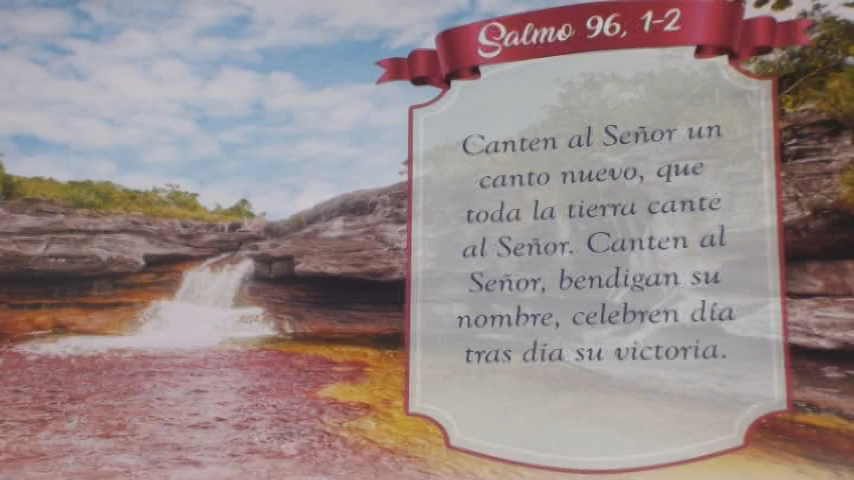 Salmo 96, 1-2
Canten al Señor un
canto nuevo, que
toda la tierra cante
al Señor. Canten al
Señor, bendigan su
nombre, celebren día
tras día su victoria.